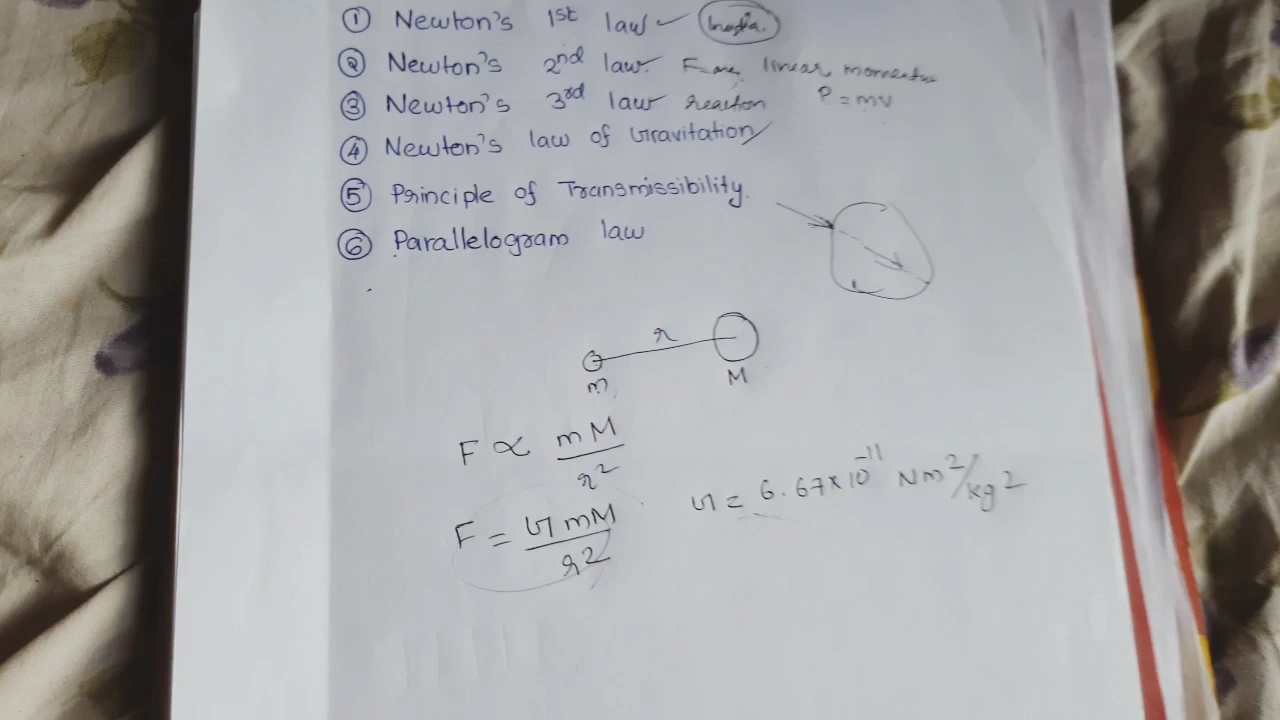 ① Newton's 1st law ✓ Inertia.
② Newton's 2nd law. F = ma, linear momentum
③ Newton's 3rd law reaction P = mv
④ Newton's law of Gravitation
⑤ Principle of Transmissibility.
⑥ Parallelogram law
r
m M
F ∝ mM / r²
F = G mM / r²
G = 6.67×10⁻¹¹ Nm²/kg²